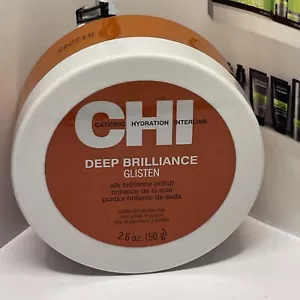 CHI
CATIONIC HYDRATION INTERLINK
DEEP BRILLIANCE
GLISTEN
silk brilliance polish
brillance de la soie
pulidor brillante de seda
2.6 oz. (50 g)